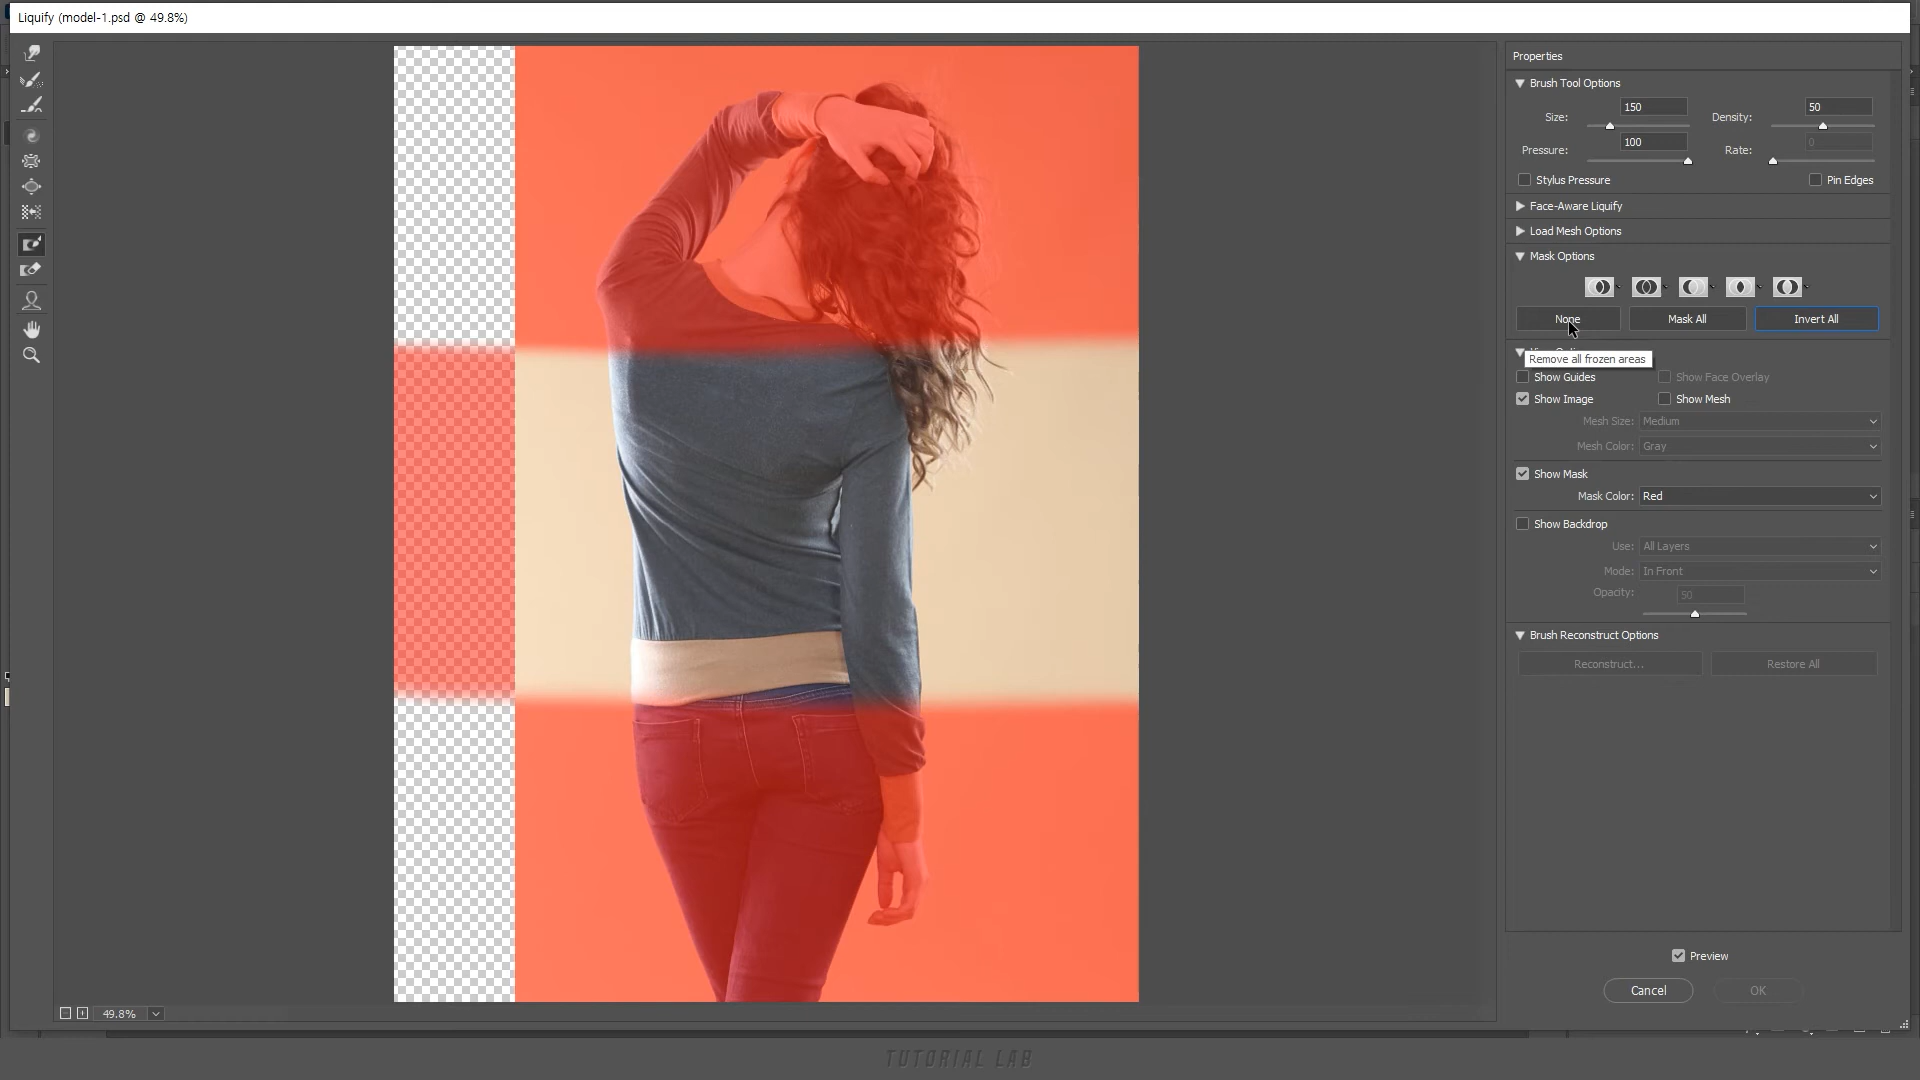 Liquify (model-1.psd @ 49.8%)
Properties
Brush Tool Options
Size: 150 Density: 50
Pressure: 100 Rate: 0
Stylus Pressure Pin Edges
Face-Aware Liquify
Load Mesh Options
Mask Options
None Mask All Invert All
Remove all frozen areas
Show Guides Show Face Overlay
Show Image Show Mesh
Mesh Size: Medium
Mesh Color: Gray
Show Mask
Mask Color: Red
Show Backdrop
Use: All Layers
Mode: In Front
Opacity: 50
Brush Reconstruct Options
Reconstruct... Restore All
Preview
Cancel OK
49.8%
TUTORIAL LAB